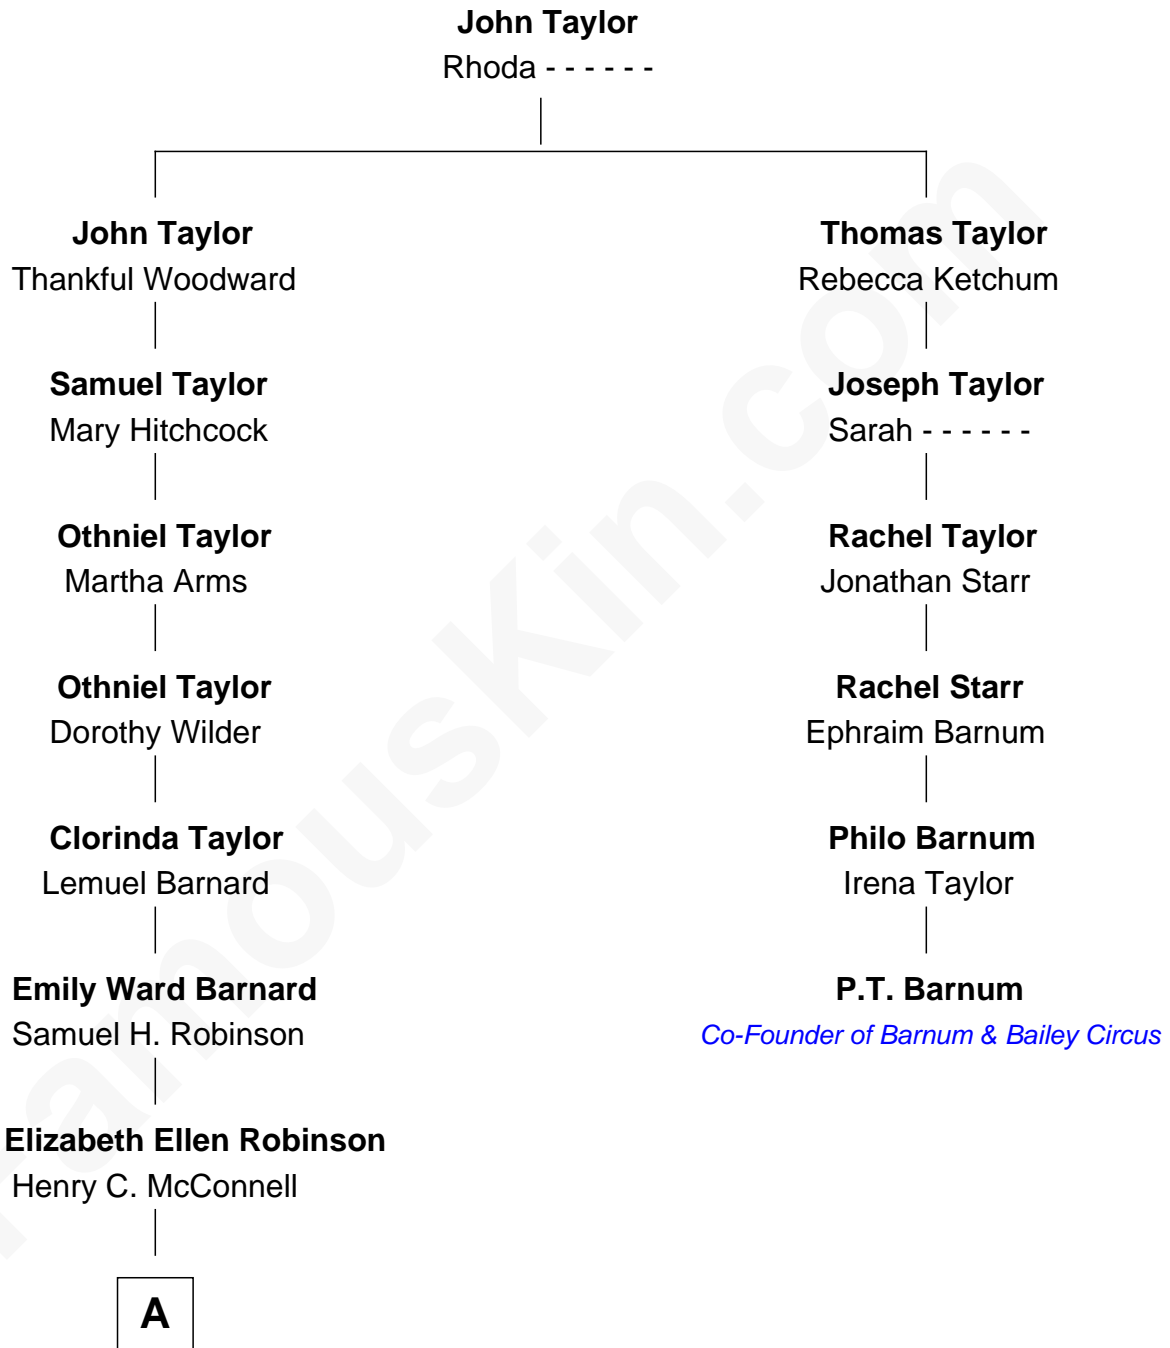 John Taylor
Rhoda - - - - - -
John Taylor
Thankful Woodward
Thomas Taylor
Rebecca Ketchum
Samuel Taylor
Mary Hitchcock
Joseph Taylor
Sarah - - - - - -
Othniel Taylor
Martha Arms
Rachel Taylor
Jonathan Starr
Othniel Taylor
Dorothy Wilder
Rachel Starr
Ephraim Barnum
Clorinda Taylor
Lemuel Barnard
Philo Barnum
Irena Taylor
Emily Ward Barnard
Samuel H. Robinson
P.T. Barnum
Co-Founder of Barnum & Bailey Circus
Elizabeth Ellen Robinson
Henry C. McConnell
A
FamousKin.com